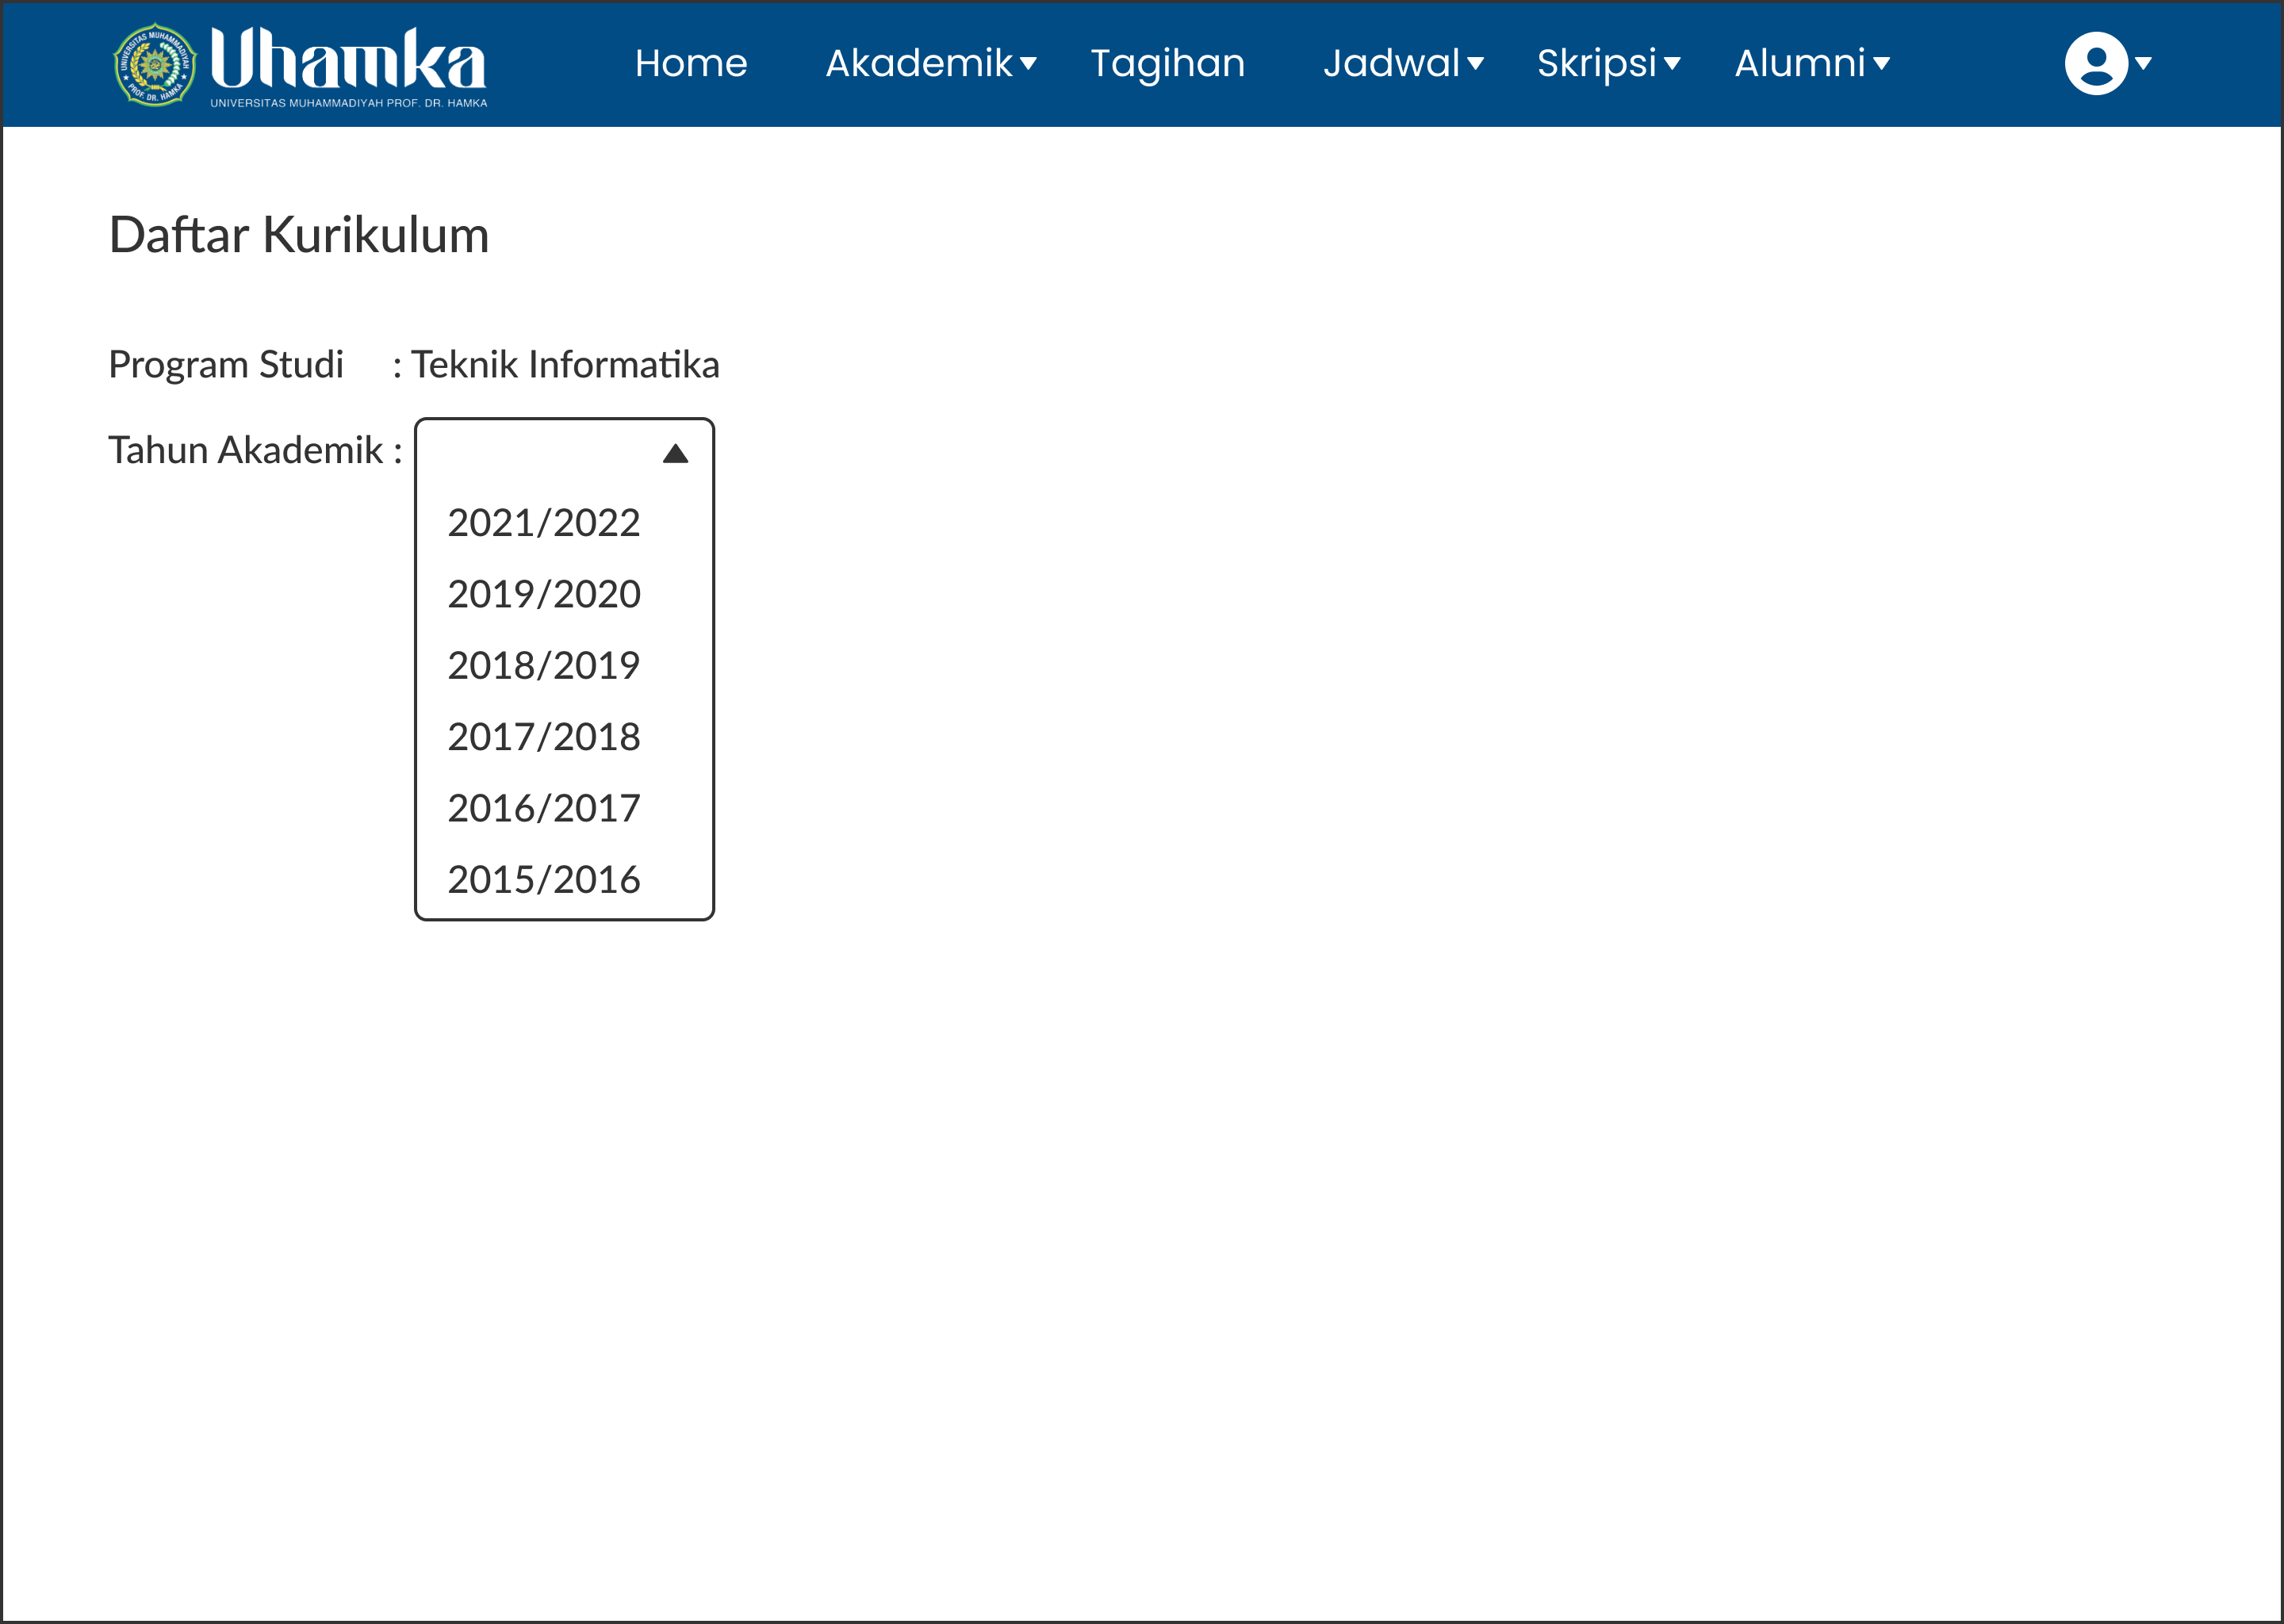 UNIVERSITAS MUHAMMADIYAH
PROF. DR. HAMKA
Uhamka
UNIVERSITAS MUHAMMADIYAH PROF. DR. HAMKA
Home Akademik Tagihan Jadwal Skripsi Alumni
Daftar Kurikulum
Program Studi : Teknik Informatika
Tahun Akademik :
2021/2022
2019/2020
2018/2019
2017/2018
2016/2017
2015/2016